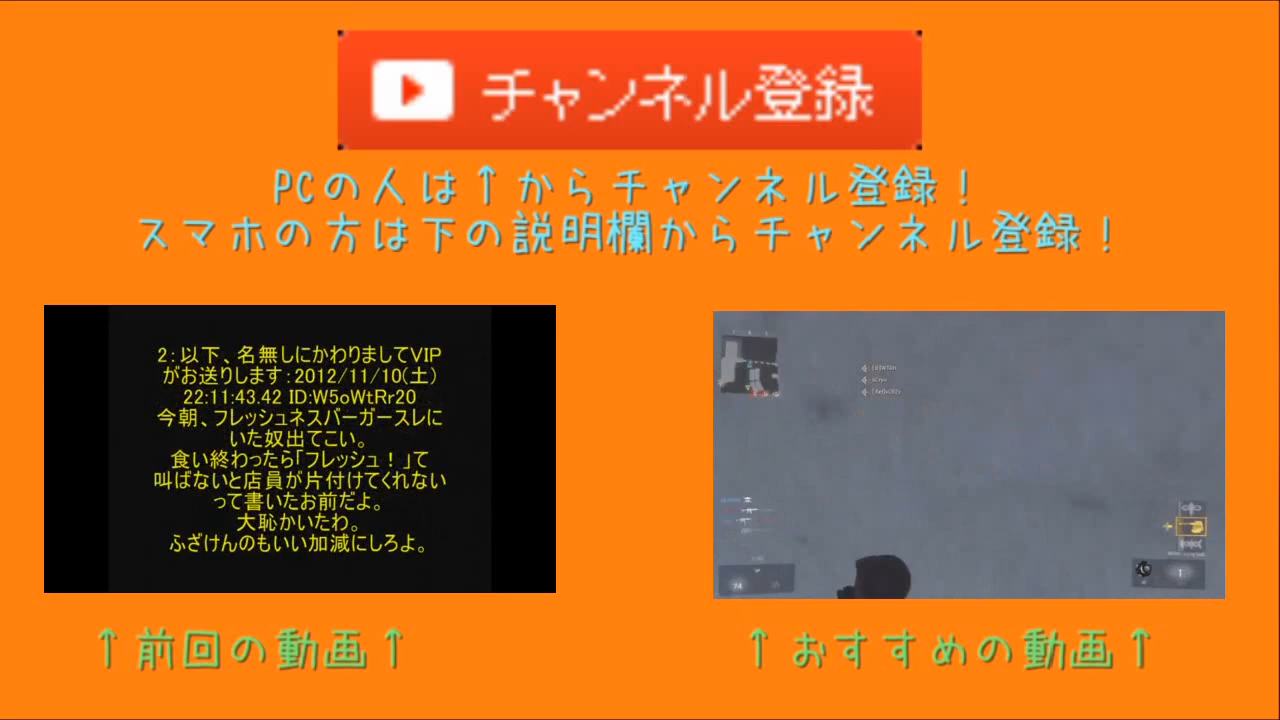 チャンネル登録
PCの人は↑からチャンネル登録！
スマホの方は下の説明欄からチャンネル登録！
2：以下、名無しにかわりましてVIP
がお送りします：2012/11/10(土)
22:11:43.42 ID:W5oWtRr20
今朝、フレッシュネスバーガースレに
いた奴出てこい。
食い終わったら「フレッシュ！」て
叫ばないと店員が片付けてくれない
って書いたお前だよ。
大恥かいたわ。
ふざけんのもいい加減にしろよ。
↑前回の動画↑
↑おすすめの動画↑